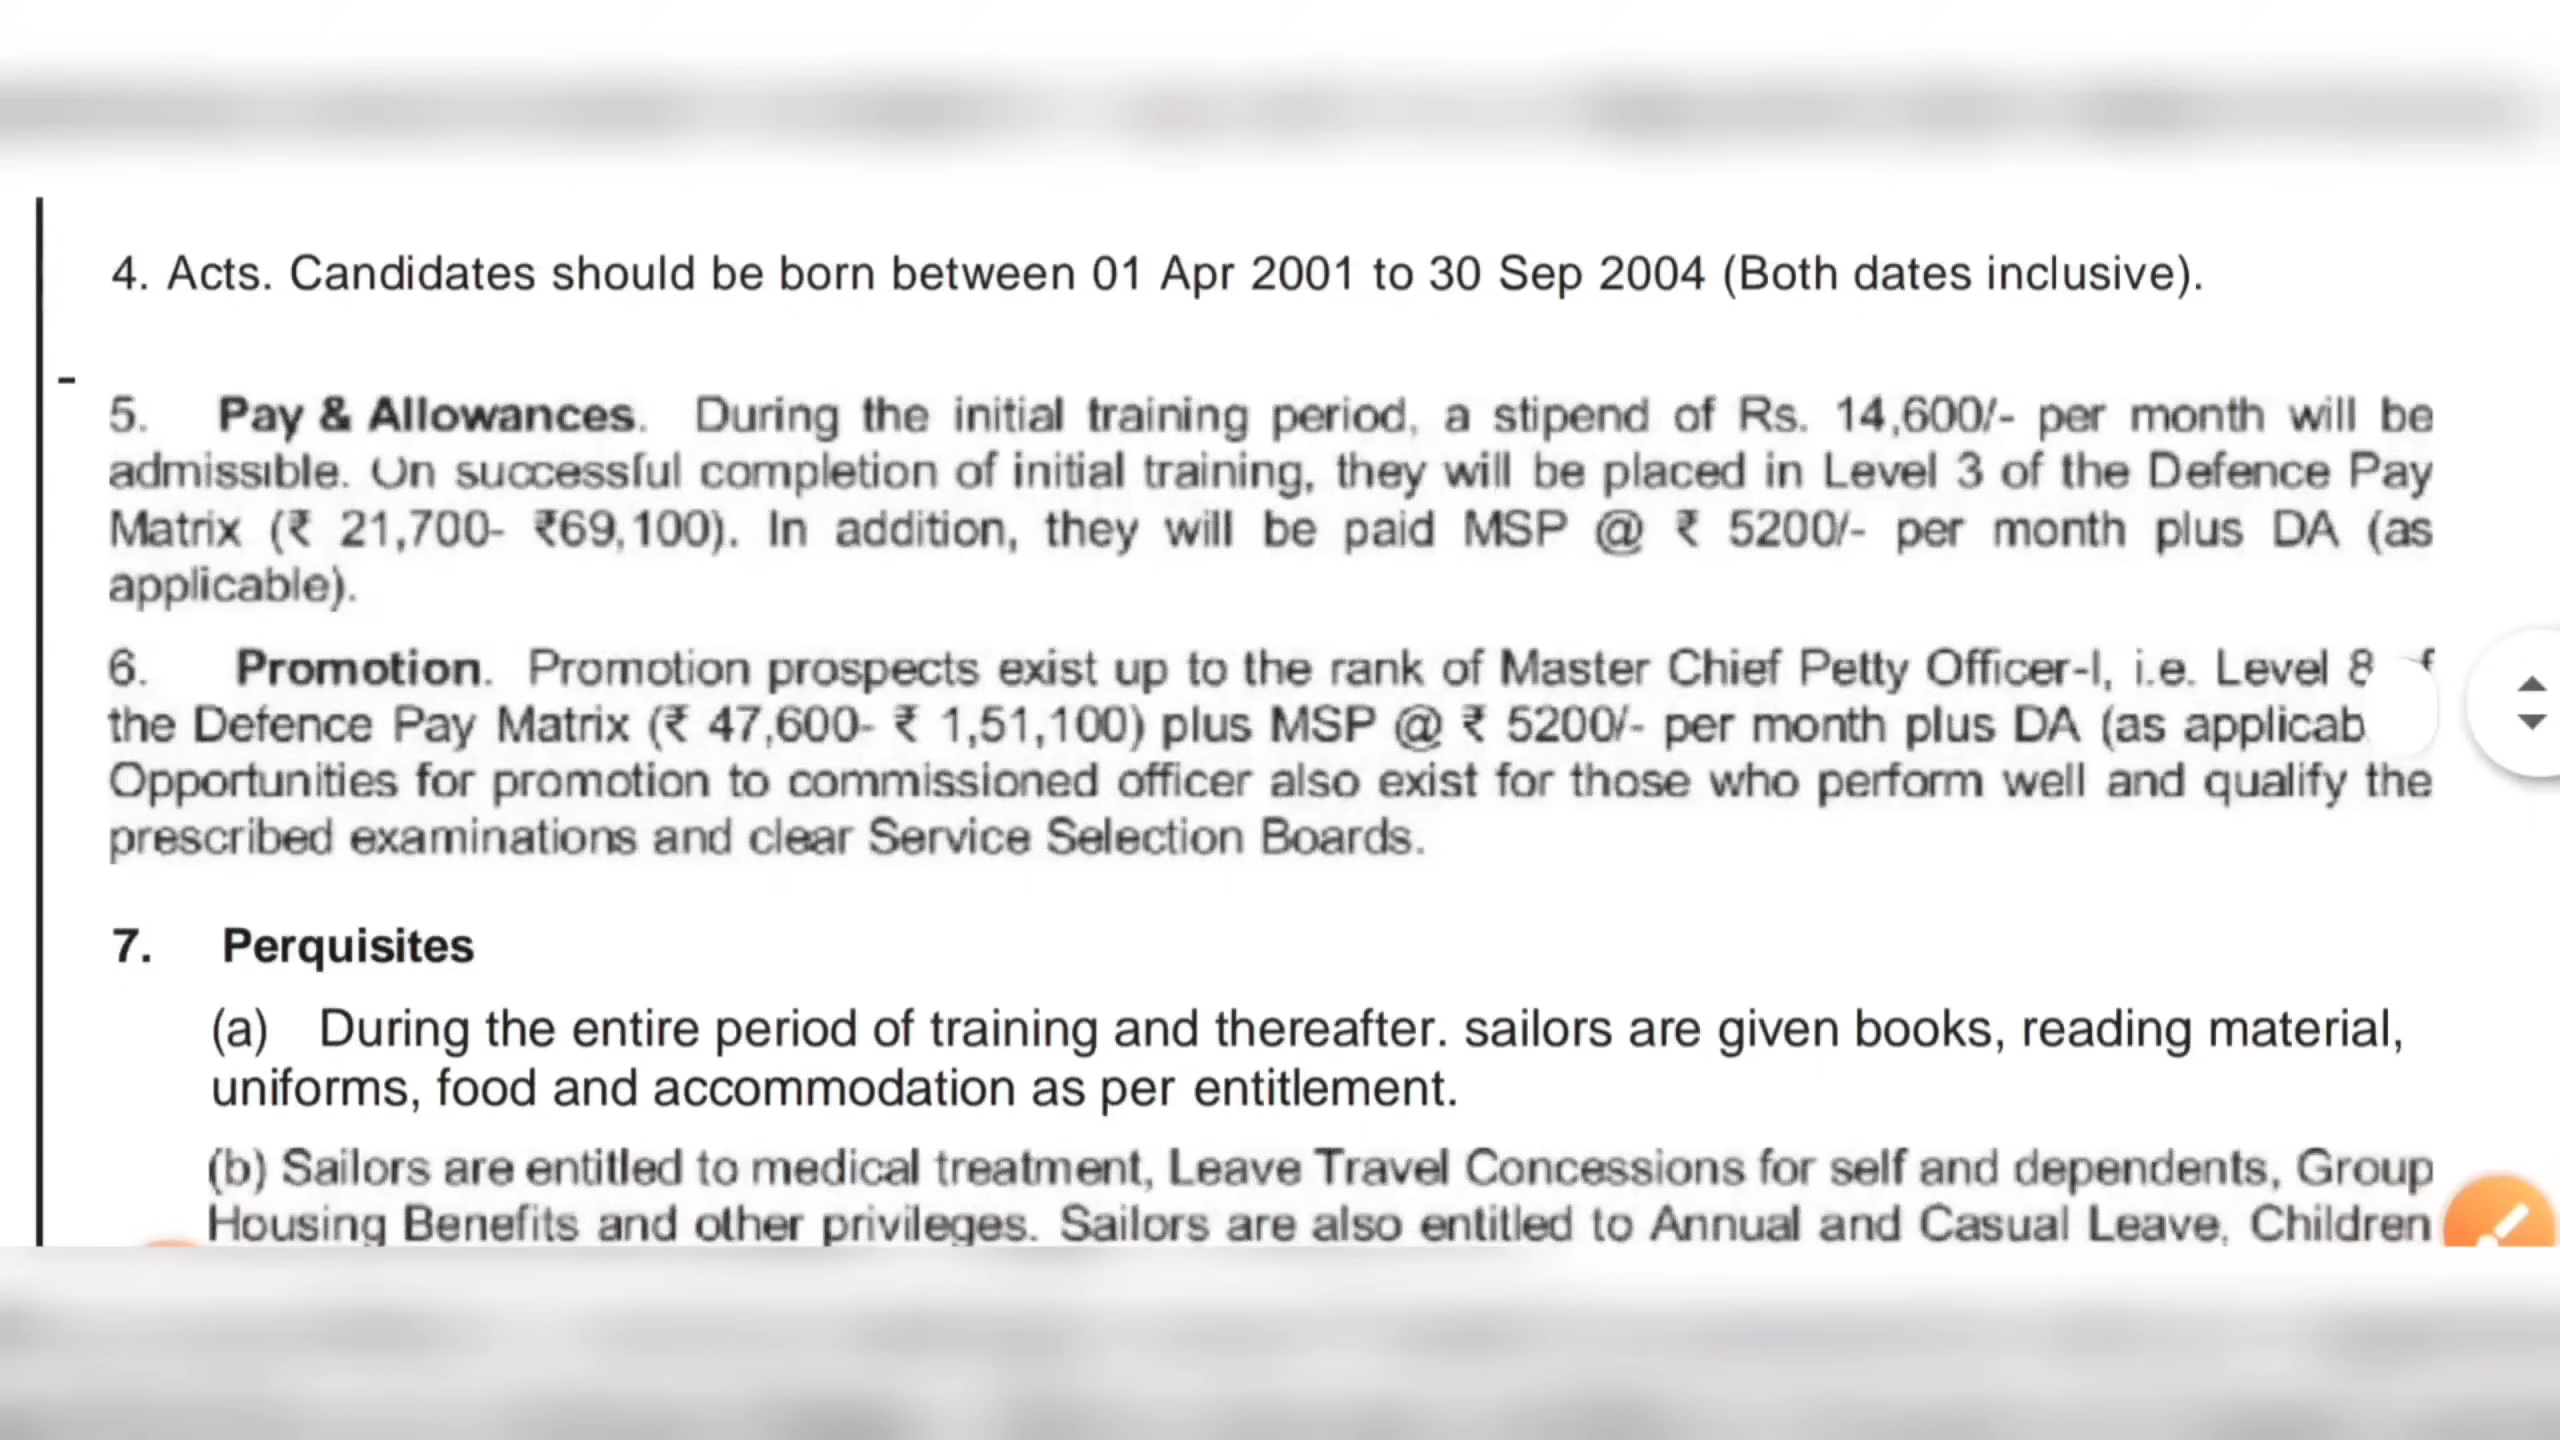 4. Acts. Candidates should be born between 01 Apr 2001 to 30 Sep 2004 (Both dates inclusive).
-
5. Pay & Allowances. During the initial training period, a stipend of Rs. 14,600/- per month will be
admissible. On successful completion of initial training, they will be placed in Level 3 of the Defence Pay
Matrix (₹ 21,700- ₹69,100). In addition, they will be paid MSP @ ₹ 5200/- per month plus DA (as
applicable).
6. Promotion. Promotion prospects exist up to the rank of Master Chief Petty Officer-I, i.e. Level 8
the Defence Pay Matrix (₹ 47,600- ₹ 1,51,100) plus MSP @ ₹ 5200/- per month plus DA (as applicab
Opportunities for promotion to commissioned officer also exist for those who perform well and qualify the
prescribed examinations and clear Service Selection Boards.
7. Perquisites
(a) During the entire period of training and thereafter. sailors are given books, reading material,
uniforms, food and accommodation as per entitlement.
(b) Sailors are entitled to medical treatment, Leave Travel Concessions for self and dependents, Group
Housing Benefits and other privileges. Sailors are also entitled to Annual and Casual Leave, Children